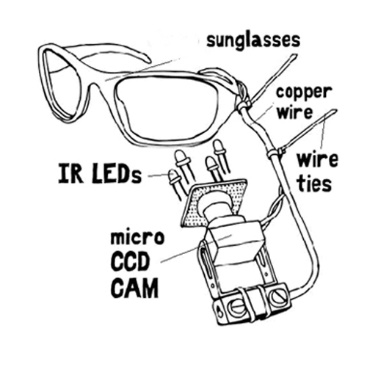 sunglasses
copper
wire
wire
ties
IR LEDs
micro
CCD
CAM